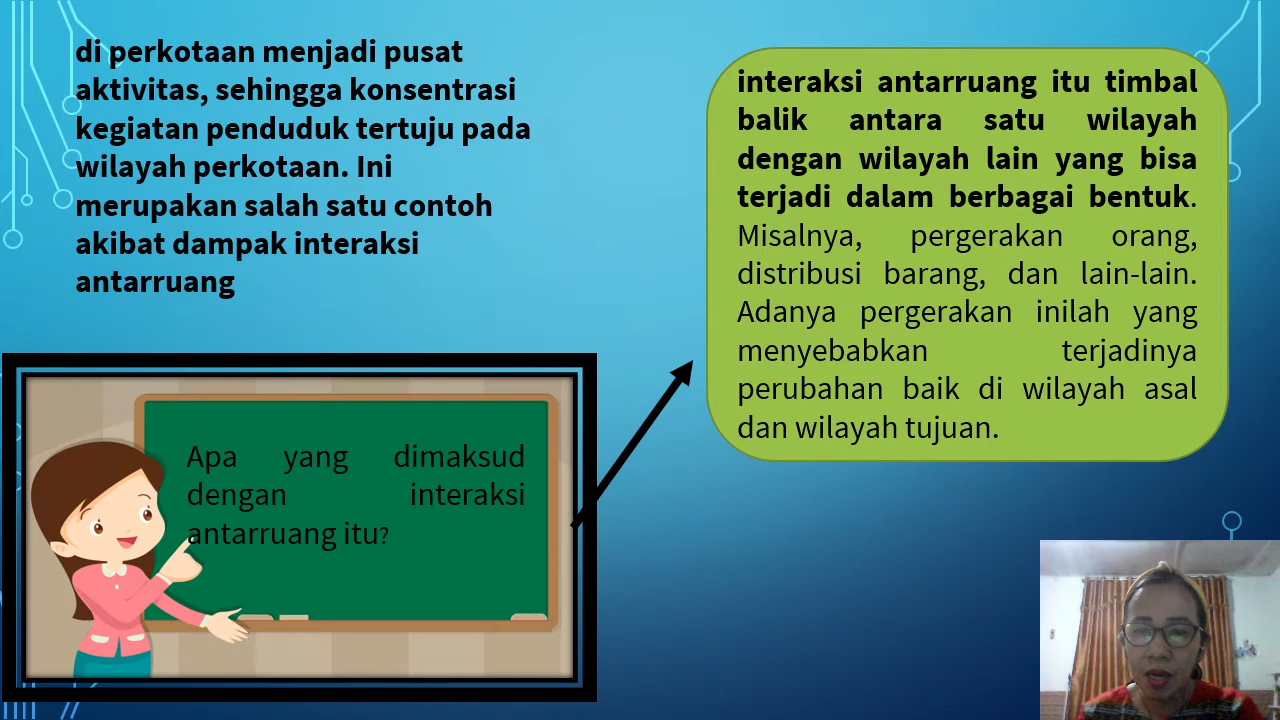 di perkotaan menjadi pusat
aktivitas, sehingga konsentrasi
kegiatan penduduk tertuju pada
wilayah perkotaan. Ini
merupakan salah satu contoh
akibat dampak interaksi
antarruang
interaksi antarruang itu timbal
balik antara satu wilayah
dengan wilayah lain yang bisa
terjadi dalam berbagai bentuk.
Misalnya, pergerakan orang,
distribusi barang, dan lain-lain.
Adanya pergerakan inilah yang
menyebabkan terjadinya
perubahan baik di wilayah asal
dan wilayah tujuan.
Apa yang dimaksud
dengan interaksi
antarruang itu?